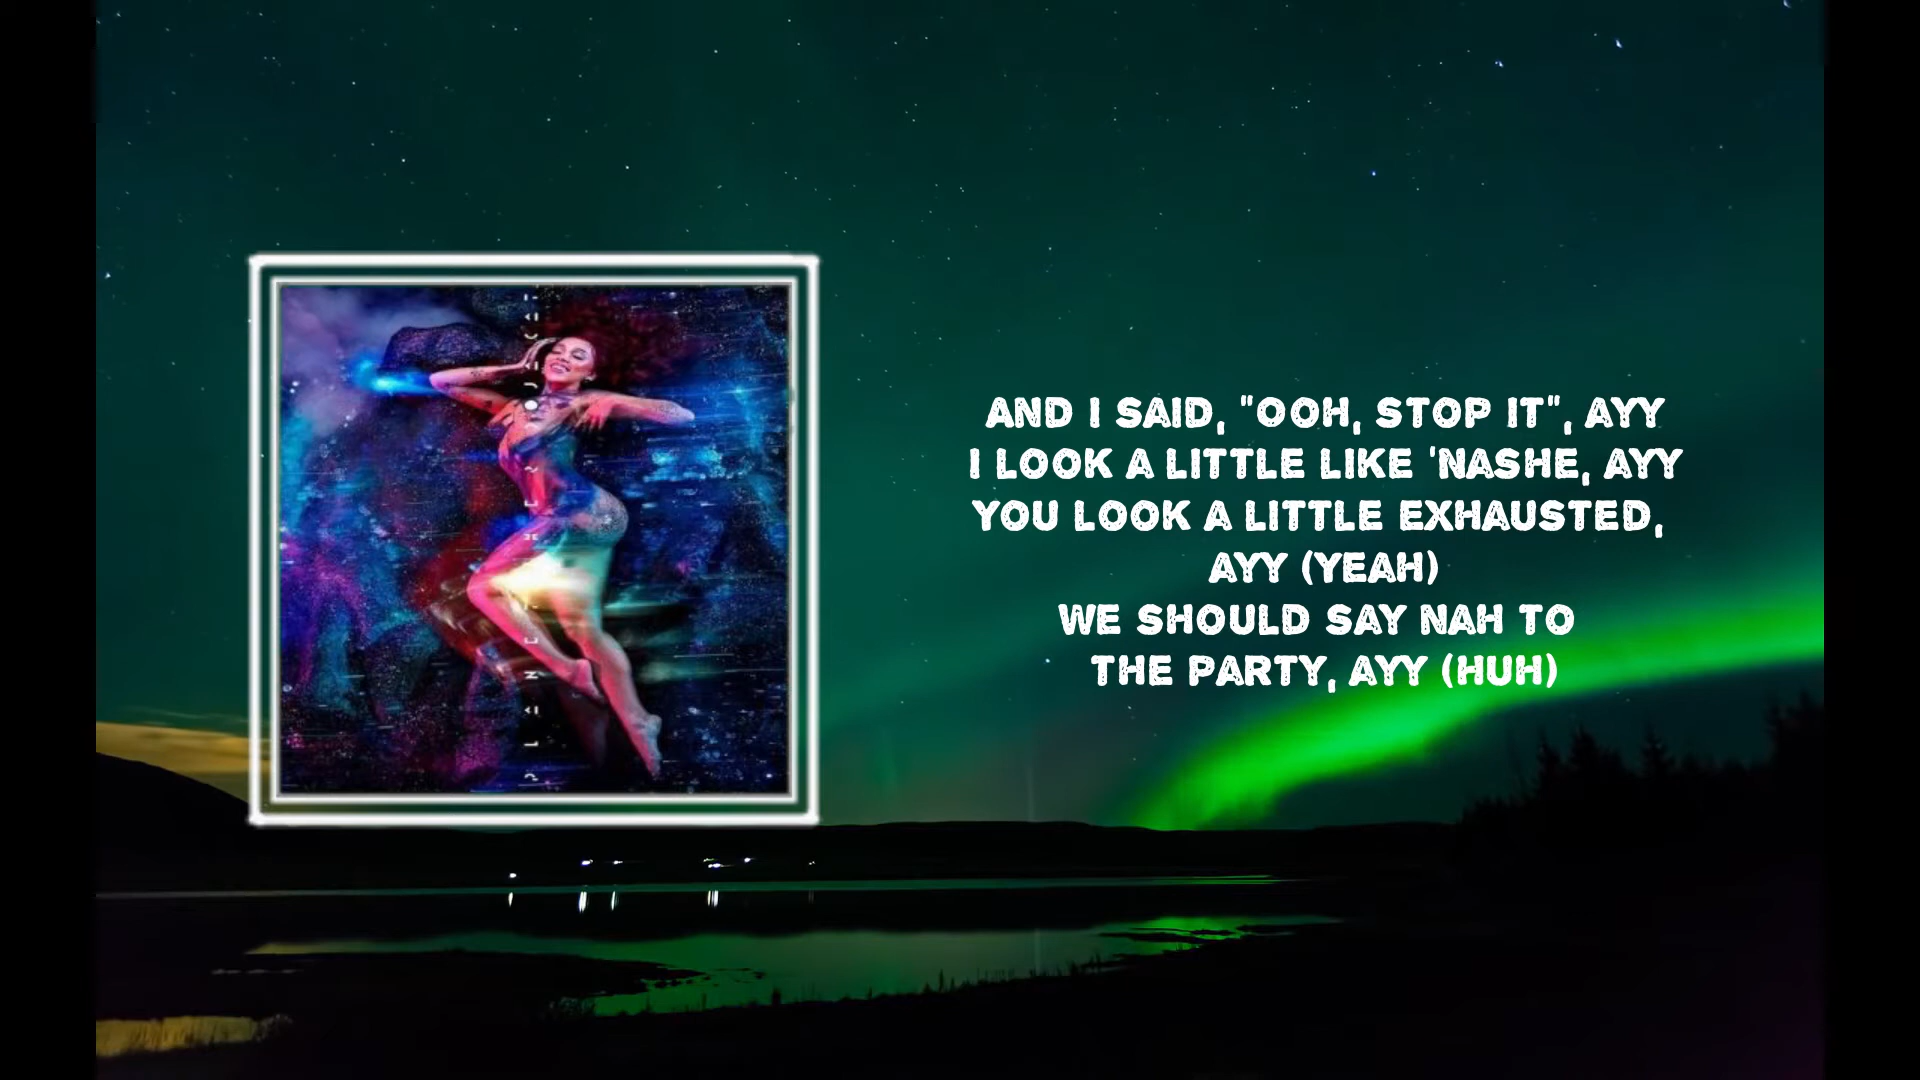 AND I SAID, "OOH, STOP IT", AYY
I LOOK A LITTLE LIKE 'NASHE, AYY
YOU LOOK A LITTLE EXHAUSTED,
AYY (YEAH)
WE SHOULD SAY NAH TO
THE PARTY, AYY (HUH)